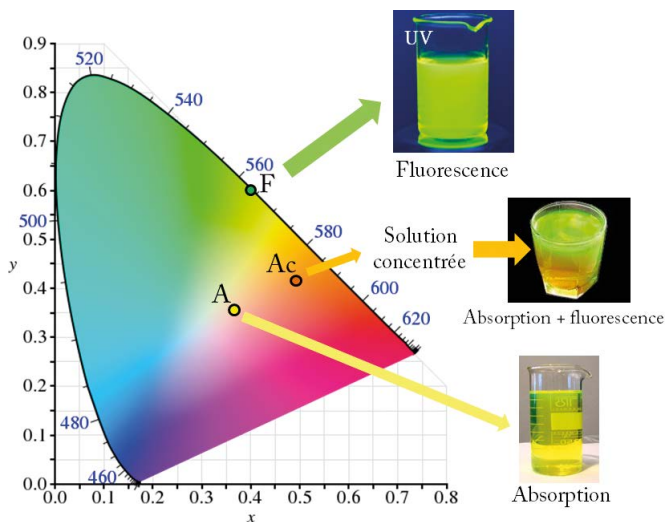 UV
Fluorescence
Solution
concentrée
Absorption + fluorescence
Absorption
F
Ac
A
0.9
0.8
0.7
0.6
0.5
0.4
0.3
0.2
0.1
0.0
y
0.0 0.1 0.2 0.3 0.4 0.5 0.6 0.7 0.8
x
520
540
560
580
600
620
500
480
460